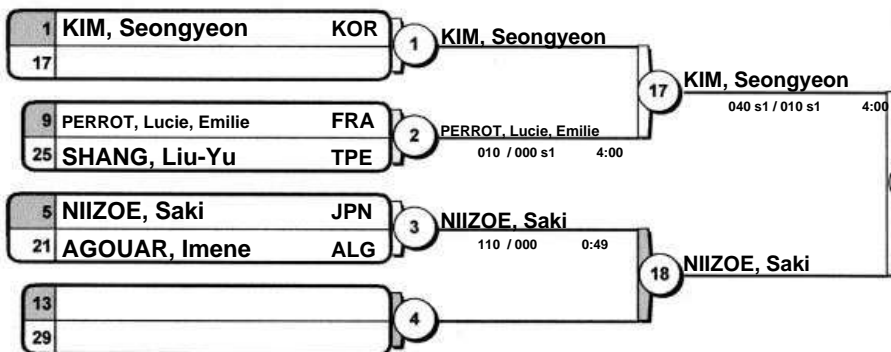 1 KIM, Seongyeon KOR
17
1
KIM, Seongyeon
9 PERROT, Lucie, Emilie FRA
25 SHANG, Liu-Yu TPE
2
PERROT, Lucie, Emilie
010 / 000 s1 4:00
17
KIM, Seongyeon
040 s1 / 010 s1 4:00
5 NIIZOE, Saki JPN
21 AGOUAR, Imene ALG
3
NIIZOE, Saki
110 / 000 0:49
13
29
4
18
NIIZOE, Saki